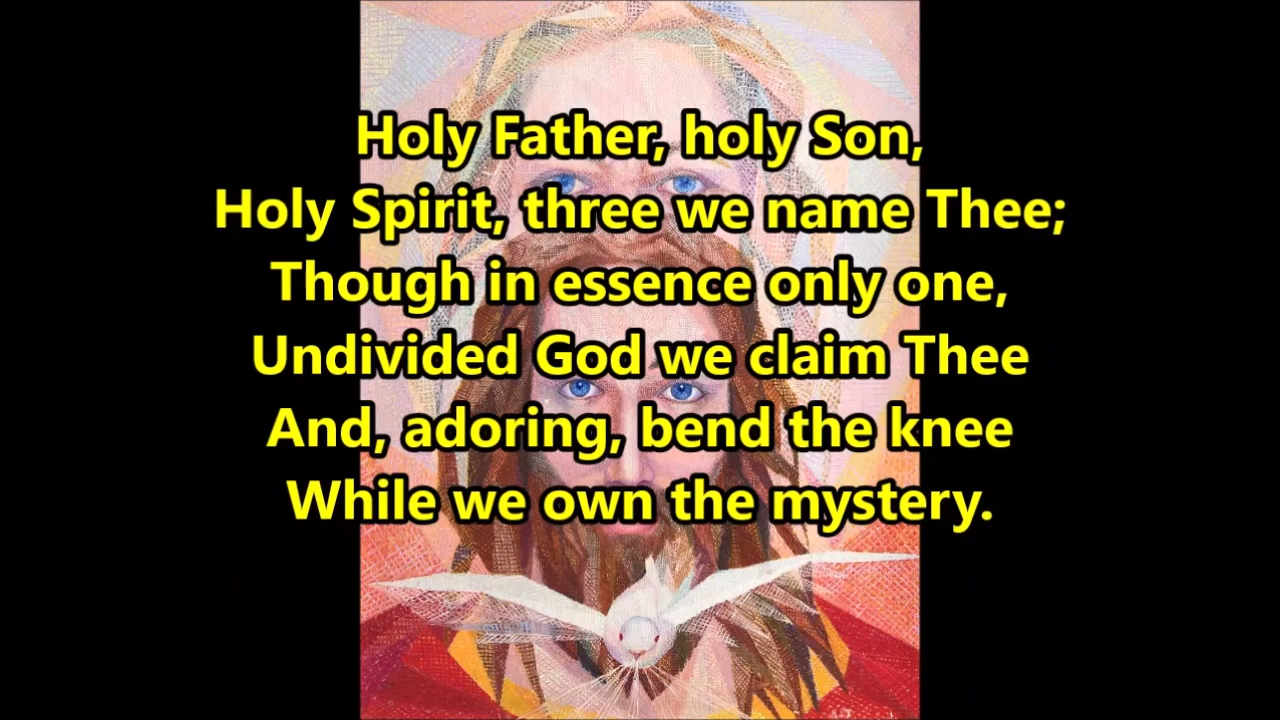 Holy Father, holy Son,
Holy Spirit, three we name Thee;
Though in essence only one,
Undivided God we claim Thee
And, adoring, bend the knee
While we own the mystery.